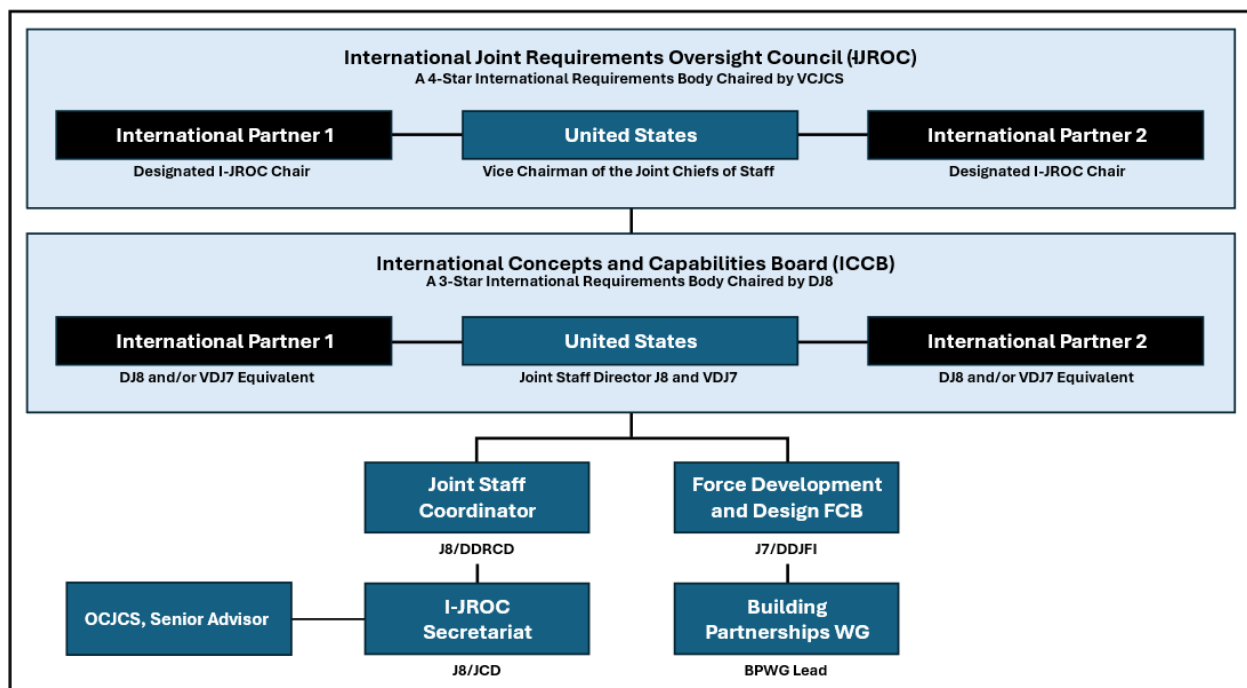 International Joint Requirements Oversight Council (I-JROC)
A 4-Star International Requirements Body Chaired by VCJCS
International Partner 1
United States
International Partner 2
Designated I-JROC Chair
Vice Chairman of the Joint Chiefs of Staff
Designated I-JROC Chair
International Concepts and Capabilities Board (ICCB)
A 3-Star International Requirements Body Chaired by DJ8
International Partner 1
United States
International Partner 2
DJ8 and/or VDJ7 Equivalent
Joint Staff Director J8 and VDJ7
DJ8 and/or VDJ7 Equivalent
Joint Staff
Coordinator
J8/DDRCD
Force Development
and Design FCB
J7/DDJFI
OCJCS, Senior Advisor
I-JROC
Secretariat
J8/JCD
Building
Partnerships WG
BPWG Lead